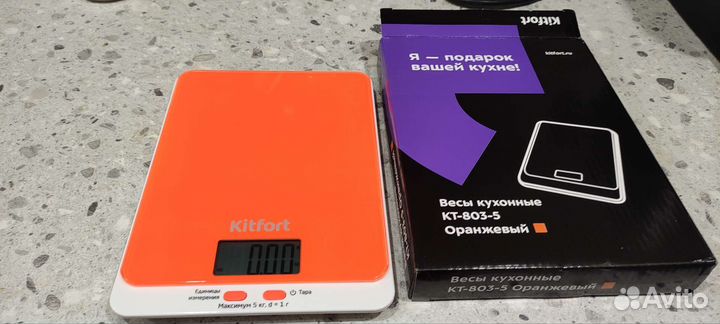 Kitfort
0.00
Единицы
измерения
Тара
Максимум 5 кг, d = 1 г
Kitfort
kitfort.ru
Я — подарок
вашей кухне!
Весы кухонные
КТ-803-5
Оранжевый
Весы кухонные
КТ-803-5 Оранжевый
Avito